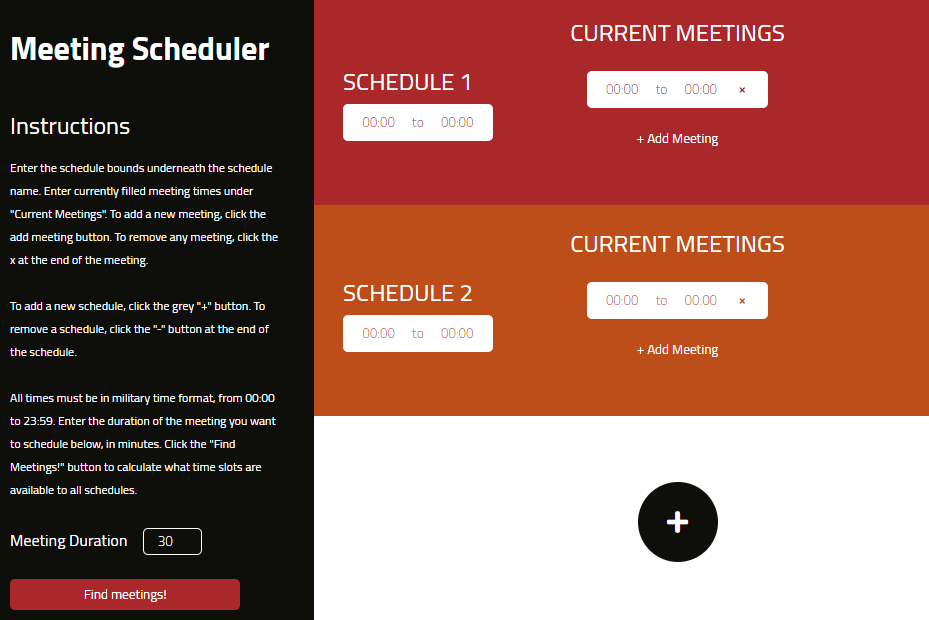 Meeting Scheduler
Instructions
Enter the schedule bounds underneath the schedule
name. Enter currently filled meeting times under
"Current Meetings". To add a new meeting, click the
add meeting button. To remove any meeting, click the
x at the end of the meeting.
To add a new schedule, click the grey "+" button. To
remove a schedule, click the "-" button at the end of
the schedule.
All times must be in military time format, from 00:00
to 23:59. Enter the duration of the meeting you want
to schedule below, in minutes. Click the "Find
Meetings!" button to calculate what time slots are
available to all schedules.
Meeting Duration 30
Find meetings!
CURRENT MEETINGS
SCHEDULE 1
00:00 to 00:00 ×
00:00 to 00:00
+ Add Meeting
CURRENT MEETINGS
SCHEDULE 2
00:00 to 00:00 ×
00:00 to 00:00
+ Add Meeting
+